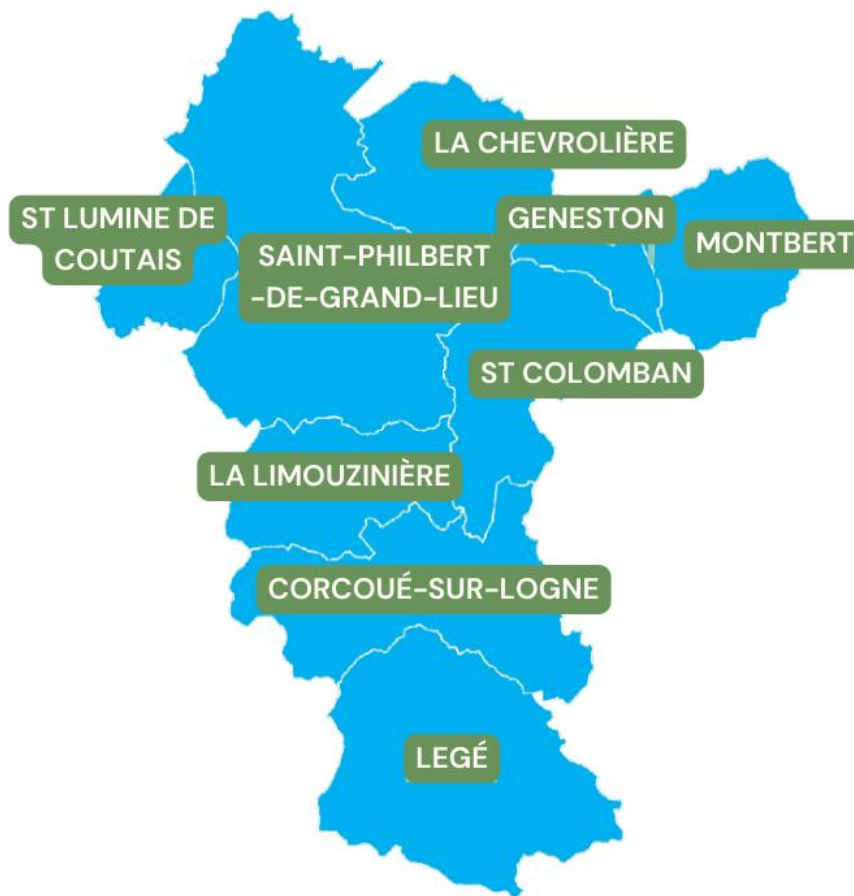 LA CHEVROLIÈRE
ST LUMINE DE
COUTAIS
GENESTON
MONTBERT
SAINT-PHILBERT
-DE-GRAND-LIEU
ST COLOMBAN
LA LIMOUZINIÈRE
CORCOUÉ-SUR-LOGNE
LEGÉ